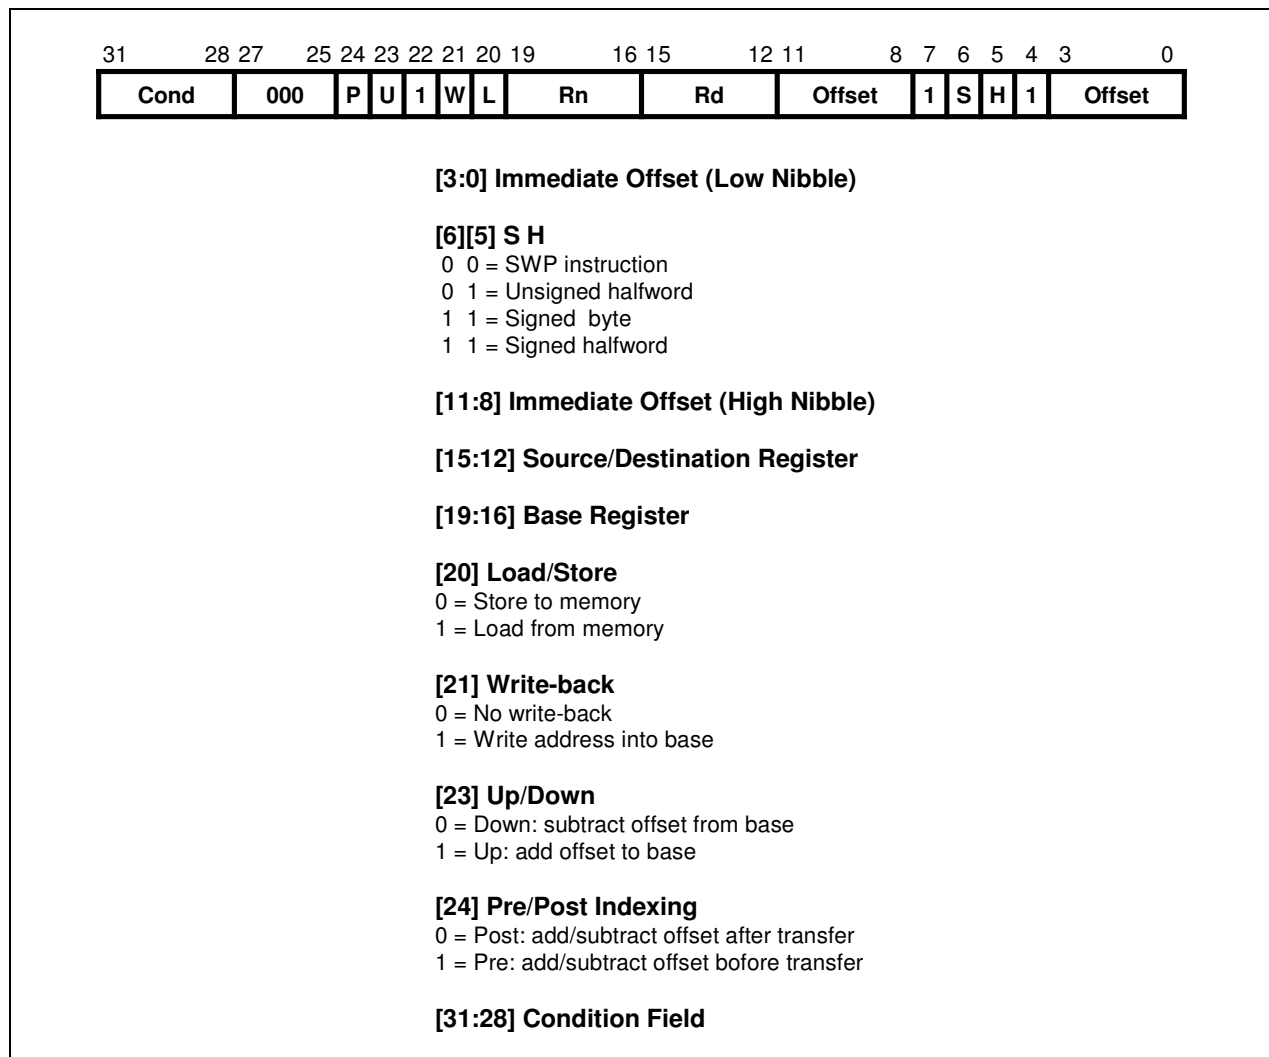 31 28 27 25 24 23 22 21 20 19 16 15 12 11 8 7 6 5 4 3 0
Cond 000 P U 1 W L Rn Rd Offset 1 S H 1 Offset
[3:0] Immediate Offset (Low Nibble)
[6][5] S H
0 0 = SWP instruction
0 1 = Unsigned halfword
1 1 = Signed byte
1 1 = Signed halfword
[11:8] Immediate Offset (High Nibble)
[15:12] Source/Destination Register
[19:16] Base Register
[20] Load/Store
0 = Store to memory
1 = Load from memory
[21] Write-back
0 = No write-back
1 = Write address into base
[23] Up/Down
0 = Down: subtract offset from base
1 = Up: add offset to base
[24] Pre/Post Indexing
0 = Post: add/subtract offset after transfer
1 = Pre: add/subtract offset bofore transfer
[31:28] Condition Field